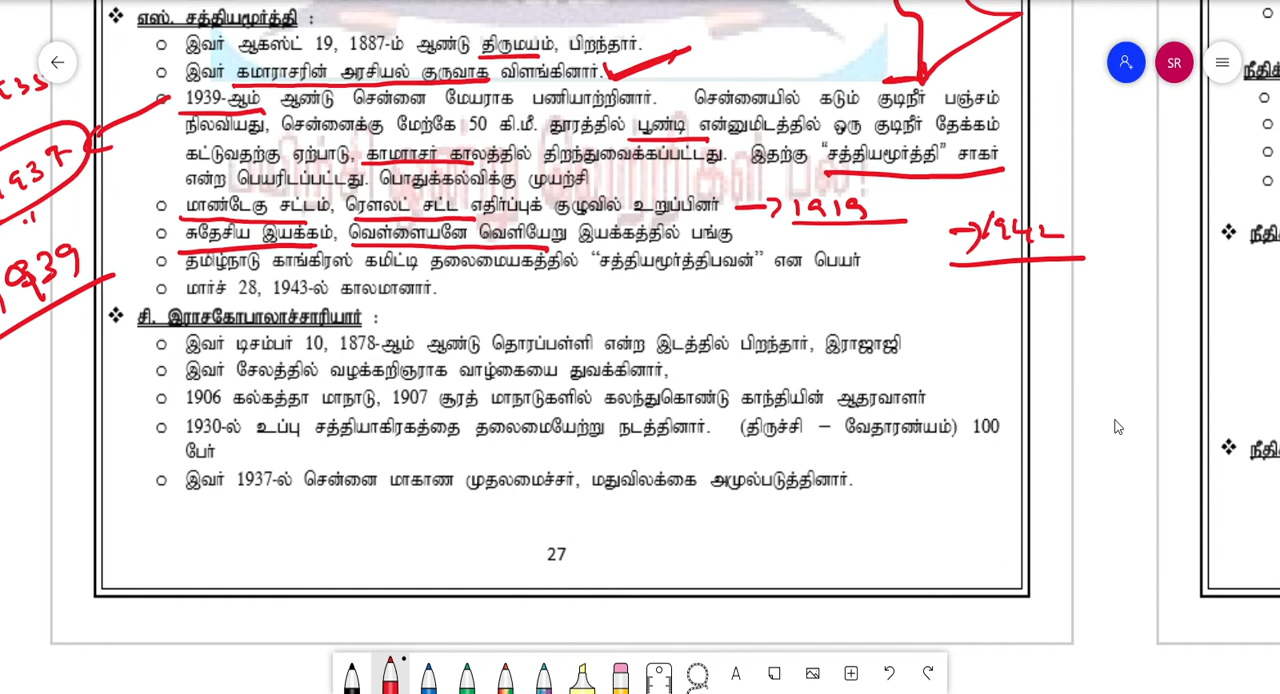 ❖ எஸ். சத்தியமூர்த்தி :
o இவர் ஆகஸ்ட் 19, 1887-ம் ஆண்டு திருமயம், பிறந்தார்.
o இவர் கமாராசரின் அரசியல் குருவாக விளங்கினார்.
o 1939-ஆம் ஆண்டு சென்னை மேயராக பணியாற்றினார். சென்னையில் கடும் குடிநீர் பஞ்சம்
நிலவியது, சென்னைக்கு மேற்கே 50 கி.மீ. தூரத்தில் பூண்டி என்னுமிடத்தில் ஒரு குடிநீர் தேக்கம்
கட்டுவதற்கு ஏற்பாடு, காமராசர் காலத்தில் திறந்துவைக்கப்பட்டது. இதற்கு “சத்தியமூர்த்தி” சாகர்
என்ற பெயரிடப்பட்டது. பொதுக்கல்விக்கு முயற்சி
1937
o மாண்டேகு சட்டம், ரௌலட் சட்ட எதிர்ப்புக் குழுவில் உறுப்பினர் → 1919
o சுதேசிய இயக்கம், வெள்ளையனே வெளியேறு இயக்கத்தில் பங்கு → 1942
1939
o தமிழ்நாடு காங்கிரஸ் கமிட்டி தலைமையகத்தில் “சத்தியமூர்த்திபவன்” என பெயர்
o மார்ச் 28, 1943-ல் காலமானார்.
❖ சி. இராசகோபாலாச்சாரியார் :
o இவர் டிசம்பர் 10, 1878-ஆம் ஆண்டு தொரப்பள்ளி என்ற இடத்தில் பிறந்தார், இராஜாஜி
o இவர் சேலத்தில் வழக்கறிஞராக வாழ்கையை துவக்கினார்,
o 1906 கல்கத்தா மாநாடு, 1907 சூரத் மாநாடுகளில் கலந்துகொண்டு காந்தியின் ஆதரவாளர்
o 1930-ல் உப்பு சத்தியாகிரகத்தை தலைமையேற்று நடத்தினார். (திருச்சி – வேதாரண்யம்) 100
பேர்
o இவர் 1937-ல் சென்னை மாகாண முதலமைச்சர், மதுவிலக்கை அமுல்படுத்தினார்.
27
SR
A